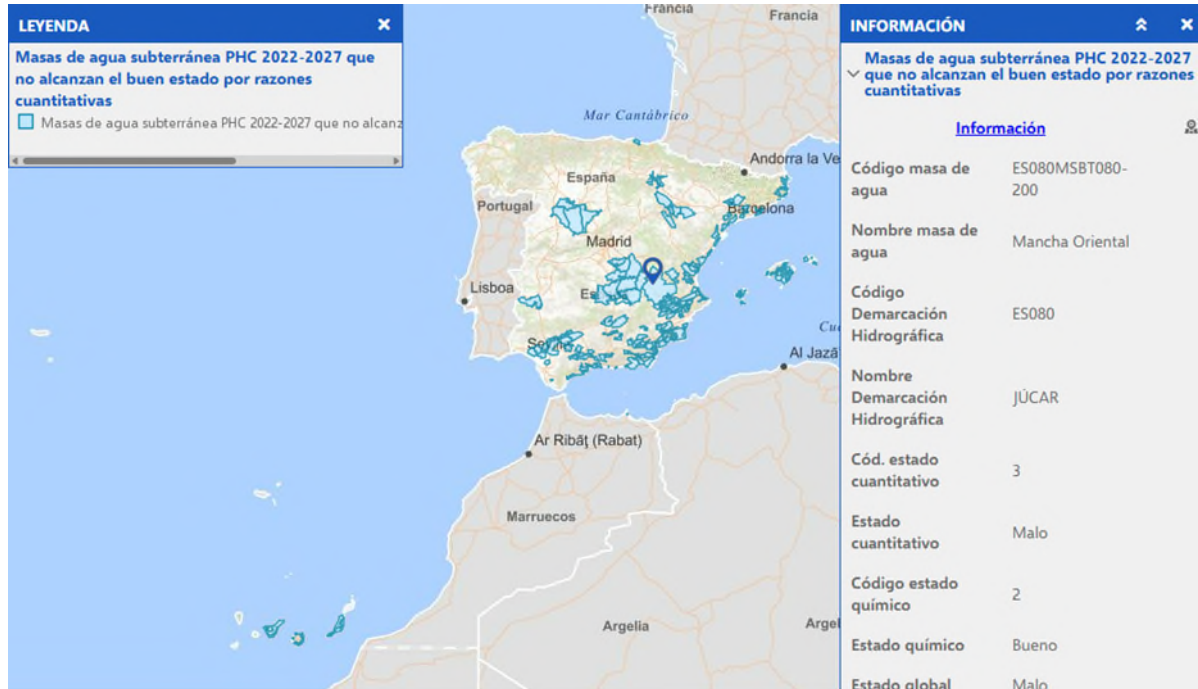 LEYENDA
Masas de agua subterránea PHC 2022-2027 que
no alcanzan el buen estado por razones
cuantitativas
Masas de agua subterránea PHC 2022-2027 que no alcanz
Francia
Francia
Mar Cantábrico
Andorra la Ve
España
Portugal
Barcelona
Madrid
Lisboa
Sevilla
Al Jazā
Ar Ribāţ (Rabat)
Marruecos
Argelia
Argel
INFORMACIÓN
Masas de agua subterránea PHC 2022-2027
que no alcanzan el buen estado por razones
cuantitativas
Información
Código masa de
agua
ES080MSBT080-
200
Nombre masa de
agua
Mancha Oriental
Código
Demarcación
Hidrográfica
ES080
Nombre
Demarcación
Hidrográfica
JÚCAR
Cód. estado
cuantitativo
3
Estado
cuantitativo
Malo
Código estado
químico
2
Estado químico
Bueno
Estado global
Malo